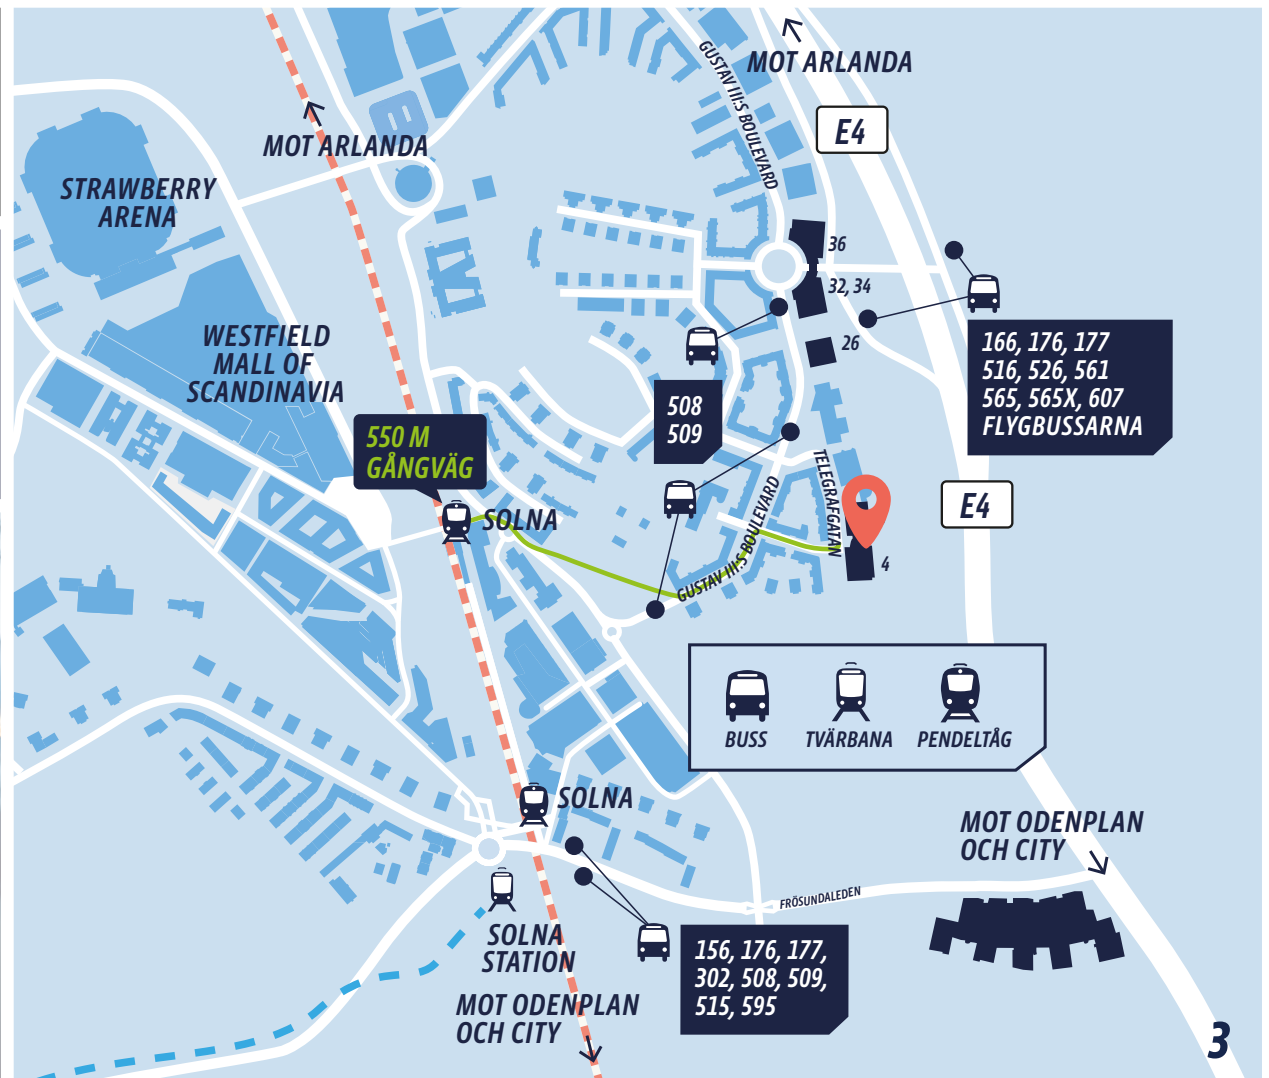 GUSTAV III:S BOULEVARD
MOT ARLANDA
E4
MOT ARLANDA
STRAWBERRY
ARENA
36
32, 34
26
WESTFIELD
MALL OF
SCANDINAVIA
166, 176, 177
516, 526, 561
565, 565X, 607
FLYGBUSSARNA
508
509
550 M
GÅNGVÄG
SOLNA
TELEGRAFGATAN
E4
GUSTAV III:S BOULEVARD
4
BUSS
TVÄRBANA
PENDELTÅG
SOLNA
MOT ODENPLAN
OCH CITY
FRÖSUNDALEDEN
SOLNA
STATION
156, 176, 177,
302, 508, 509,
515, 595
MOT ODENPLAN
OCH CITY
3